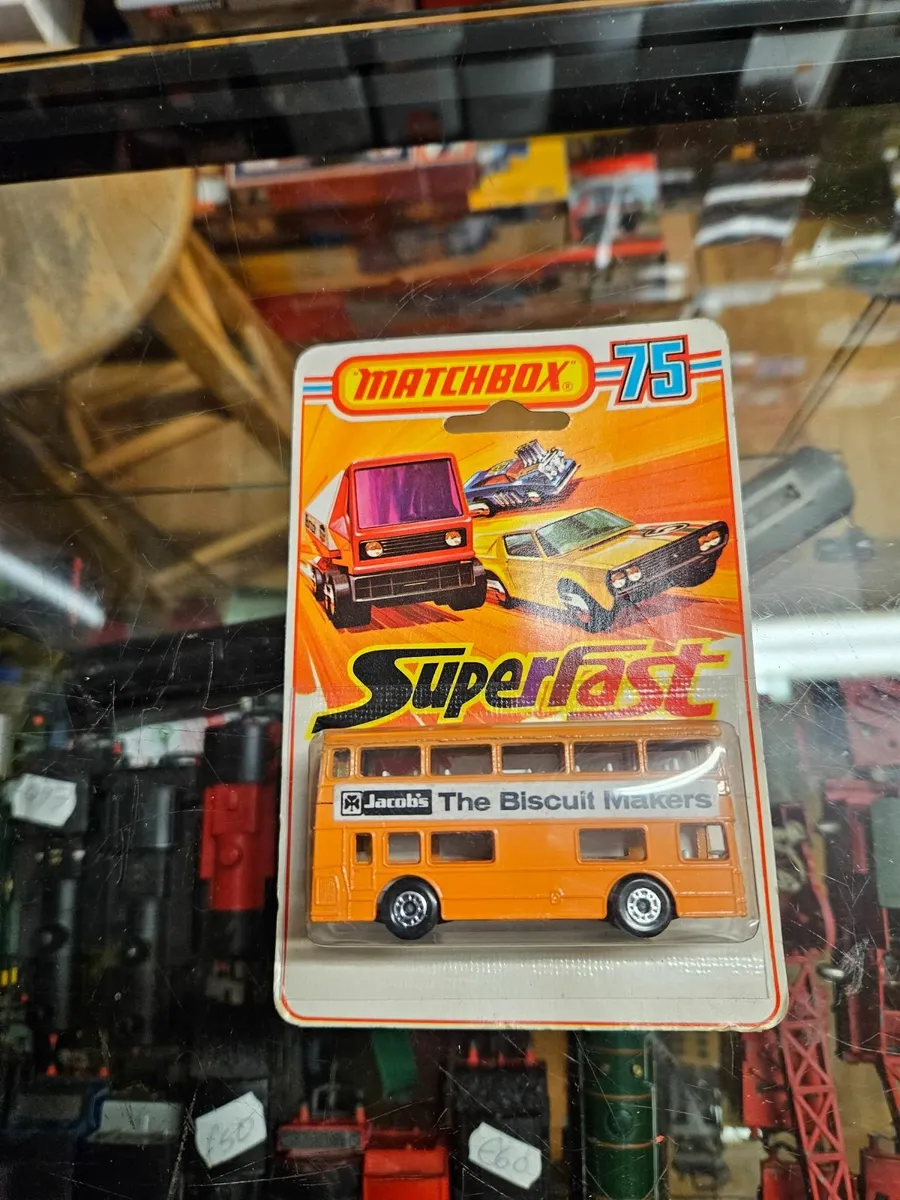 "MATCHBOX"®
75
Superfast
Jacob's The Biscuit Makers
£50
£60